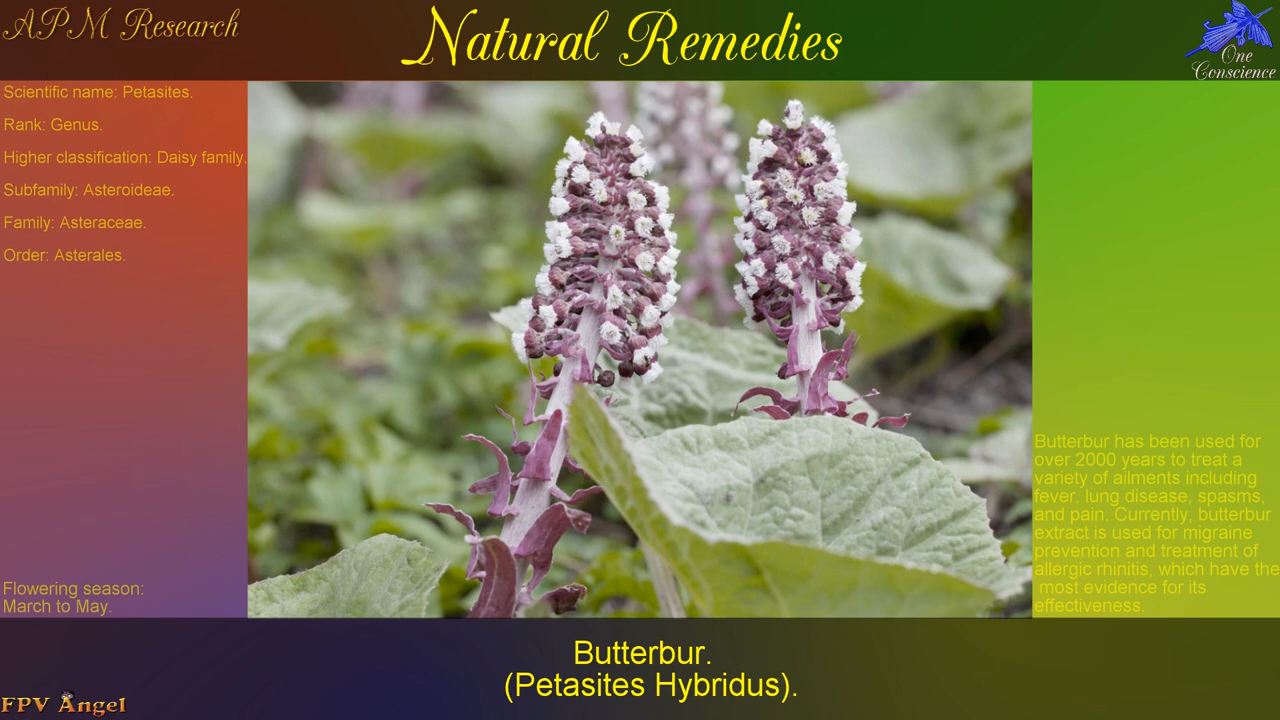 APM Research
Natural Remedies
One
Conscience
Scientific name: Petasites.
Rank: Genus.
Higher classification: Daisy family.
Subfamily: Asteroideae.
Family: Asteraceae.
Order: Asterales.
Flowering season:
March to May.
Butterbur has been used for
over 2000 years to treat a
variety of ailments including
fever, lung disease, spasms,
and pain. Currently, butterbur
extract is used for migraine
prevention and treatment of
allergic rhinitis, which have the
most evidence for its
effectiveness.
Butterbur.
(Petasites Hybridus).
FPV Angel